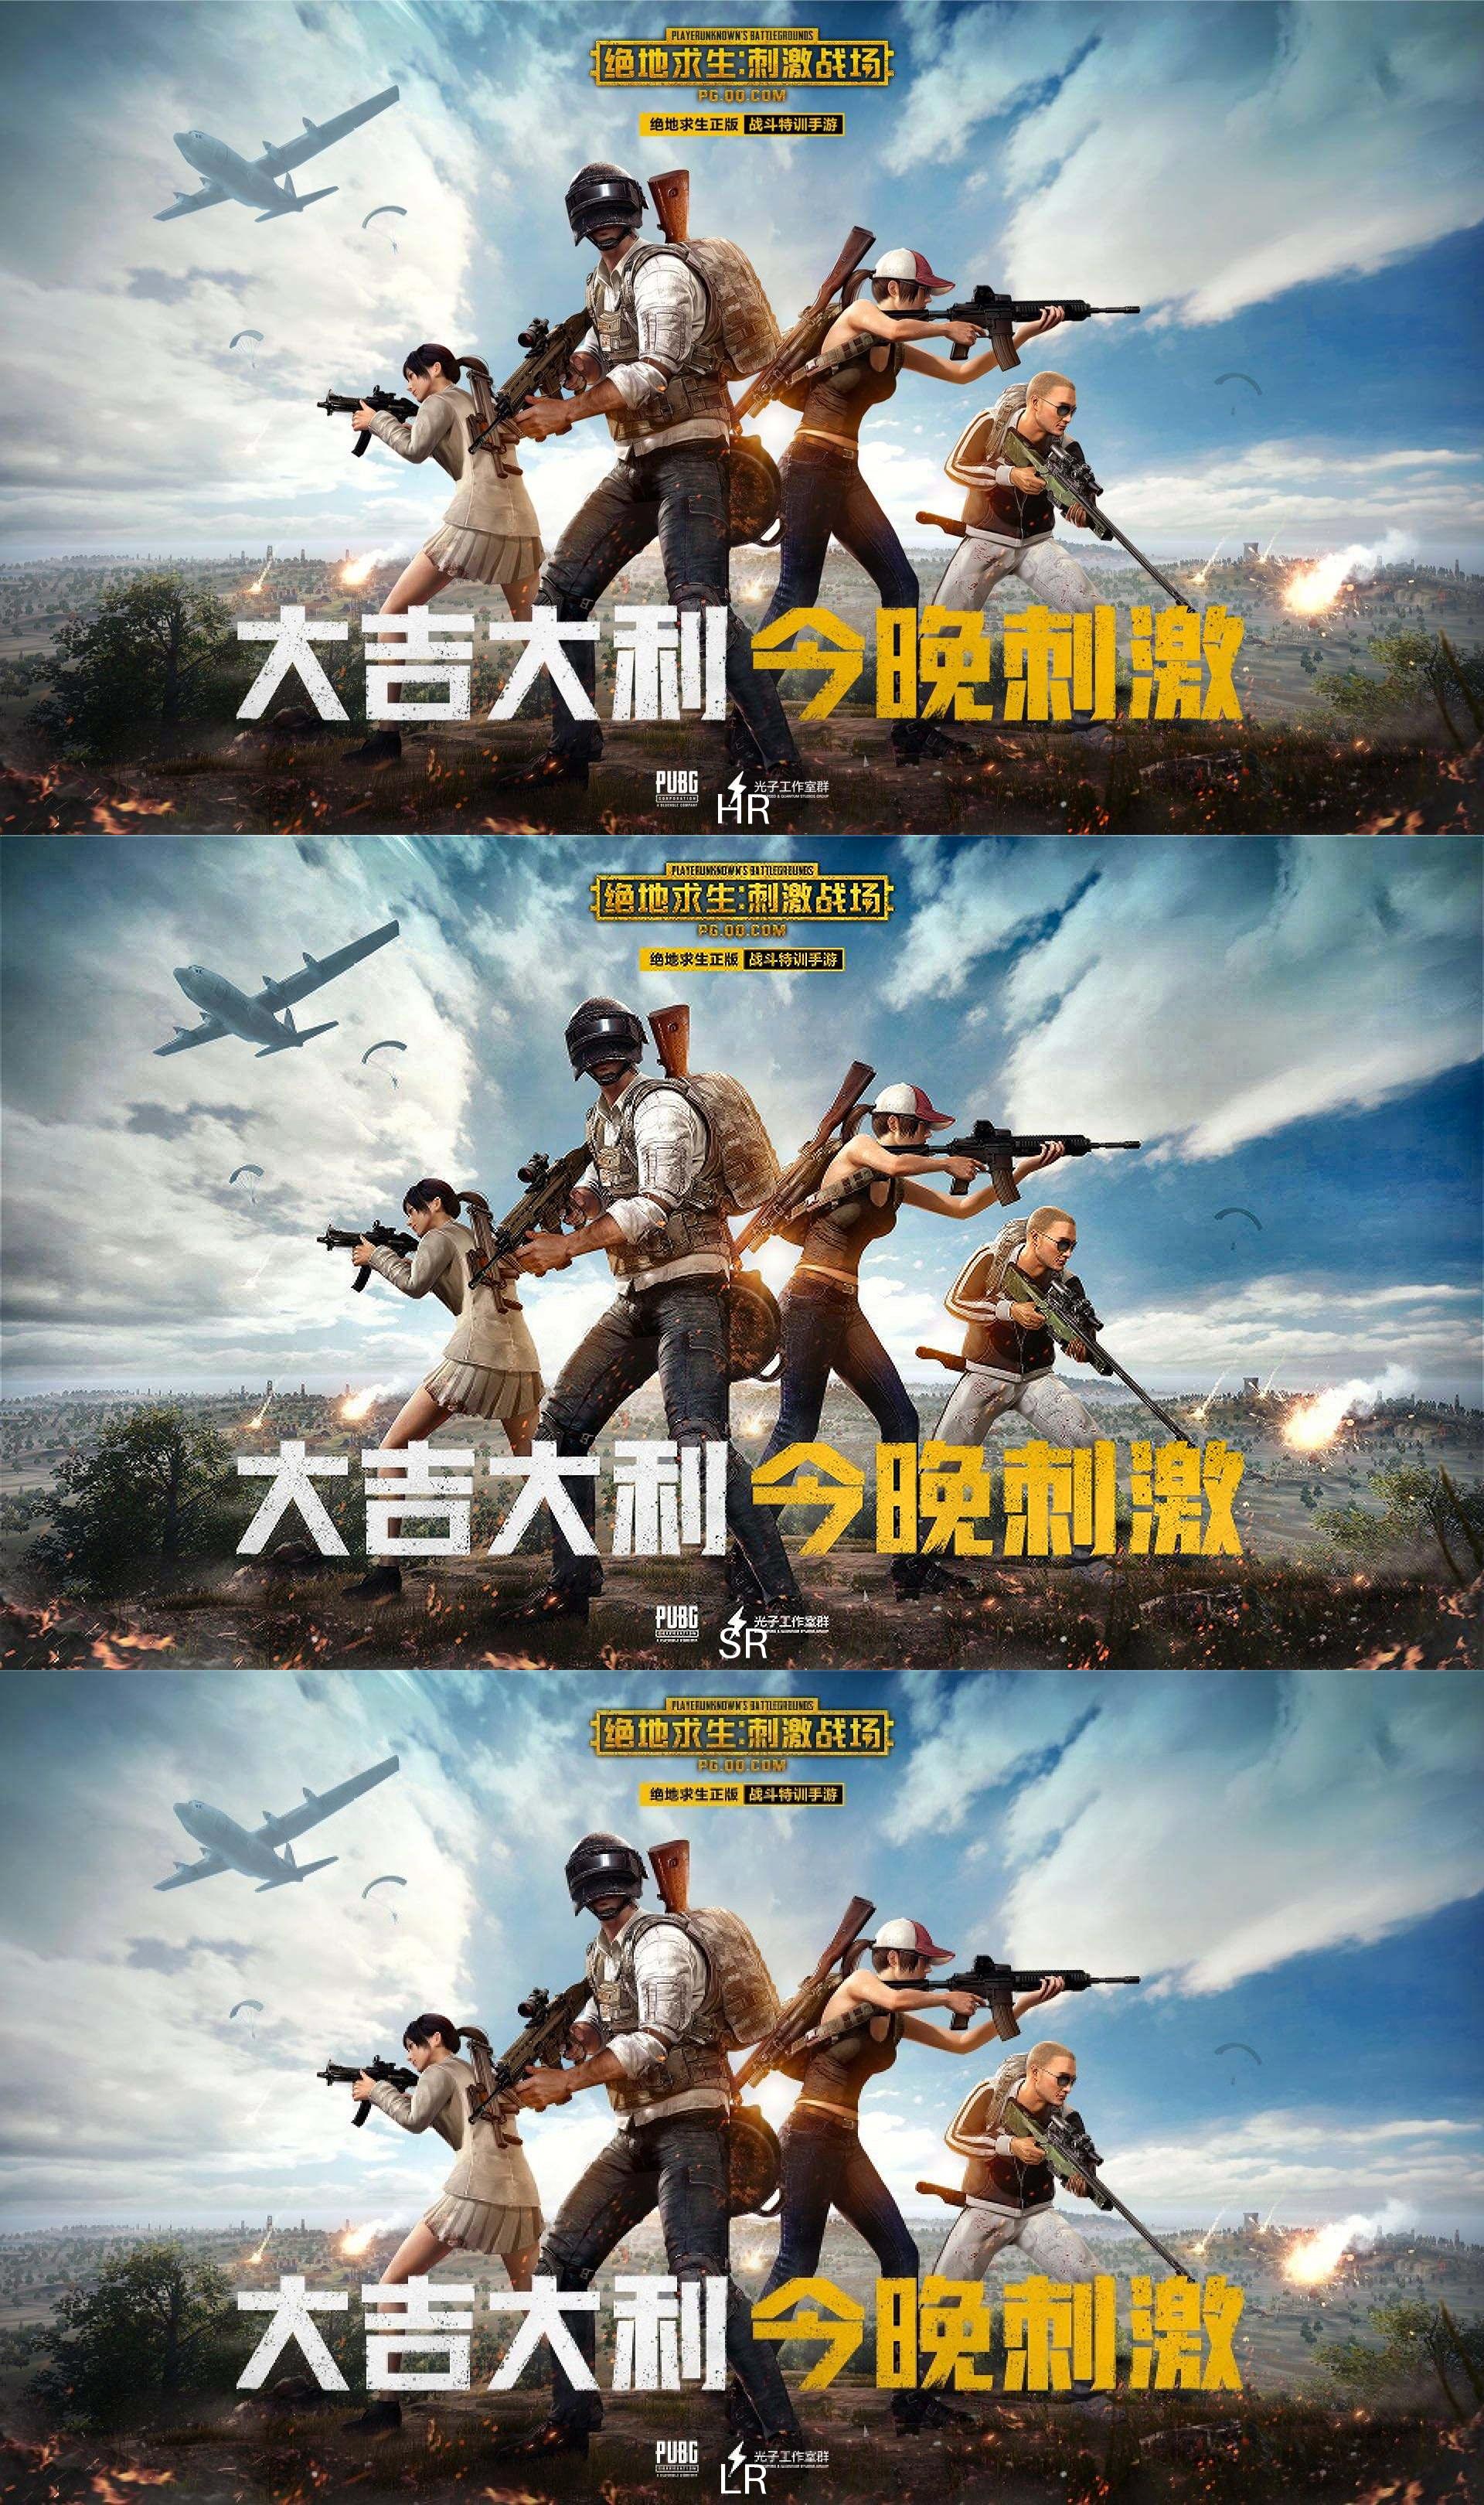 PLAYERUNKNOWN'S BATTLEGROUNDS
绝地求生:刺激战场
PG.QQ.COM
绝地求生正版 战斗特训手游
大吉大利 今晚刺激
PUBG 光子工作室群
CORPORATION
HR
PLAYERUNKNOWN'S BATTLEGROUNDS
绝地求生:刺激战场
PG.QQ.COM
绝地求生正版 战斗特训手游
大吉大利 今晚刺激
PUBG 光子工作室群
CORPORATION
SR
PLAYERUNKNOWN'S BATTLEGROUNDS
绝地求生:刺激战场
PG.QQ.COM
绝地求生正版 战斗特训手游
大吉大利 今晚刺激
PUBG 光子工作室群
LR